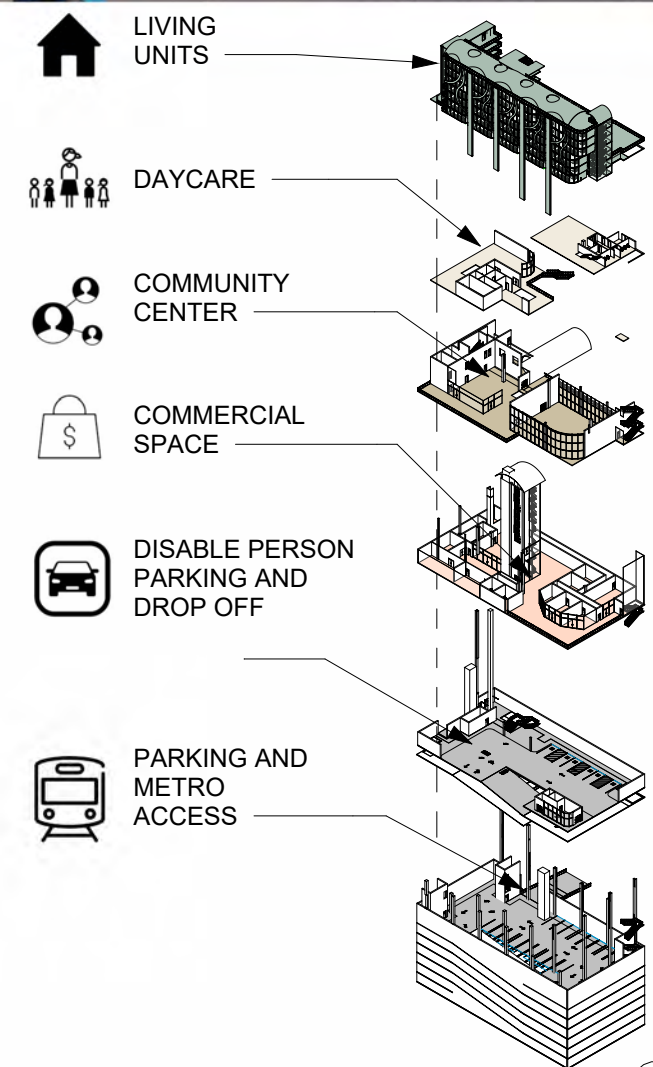 LIVING
UNITS
DAYCARE
COMMUNITY
CENTER
$
COMMERCIAL
SPACE
DISABLE PERSON
PARKING AND
DROP OFF
PARKING AND
METRO
ACCESS